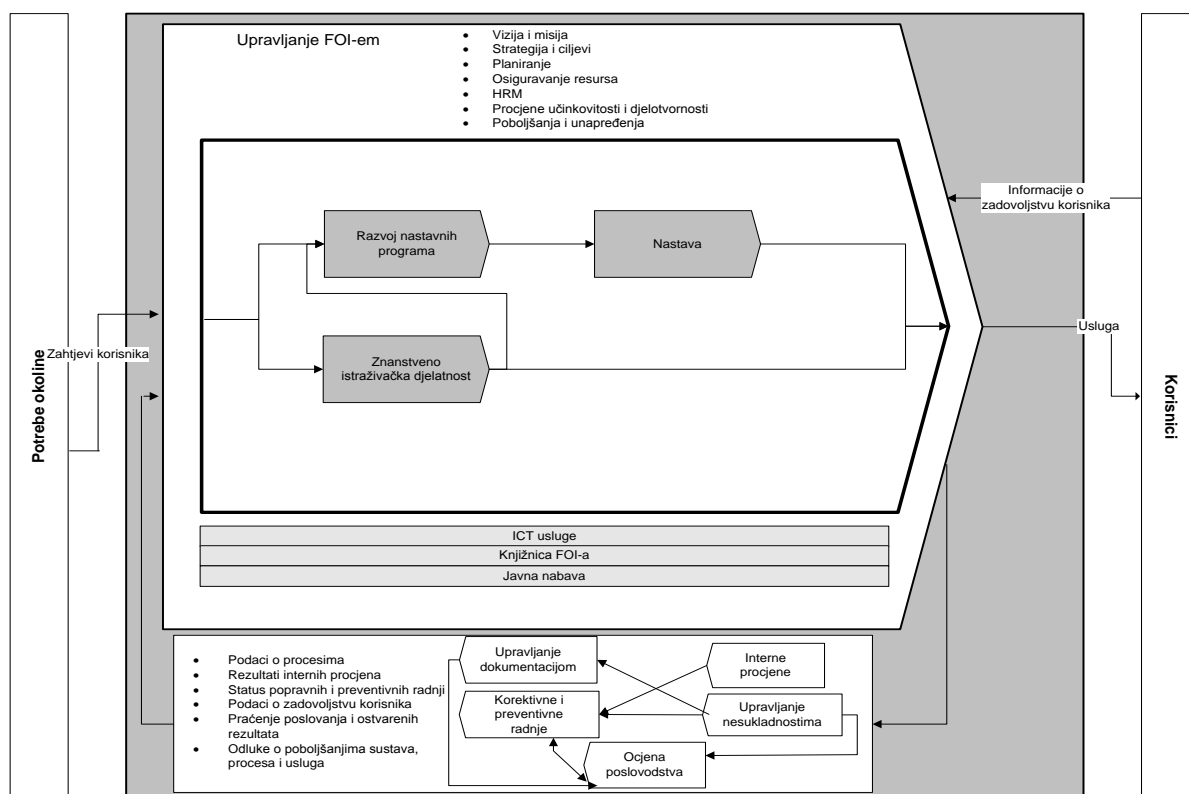 Upravljanje FOI-em
Vizija i misija
Strategija i ciljevi
Planiranje
Osiguravanje resursa
HRM
Procjene učinkovitosti i djelotvornosti
Poboljšanja i unapređenja
Informacije o
zadovoljstvu korisnika
Razvoj nastavnih
programa
Nastava
Usluga
Zahtjevi korisnika
Znanstveno
istraživačka djelatnost
Potrebe okoline
Korisnici
ICT usluge
Knjižnica FOI-a
Javna nabava
Podaci o procesima
Rezultati internih procjena
Status popravnih i preventivnih radnji
Podaci o zadovoljstvu korisnika
Praćenje poslovanja i ostvarenih
rezultata
Odluke o poboljšanjima sustava,
procesa i usluga
Upravljanje
dokumentacijom
Interne
procjene
Korektivne i
preventivne
radnje
Upravljanje
nesukladnostima
Ocjena
poslovodstva